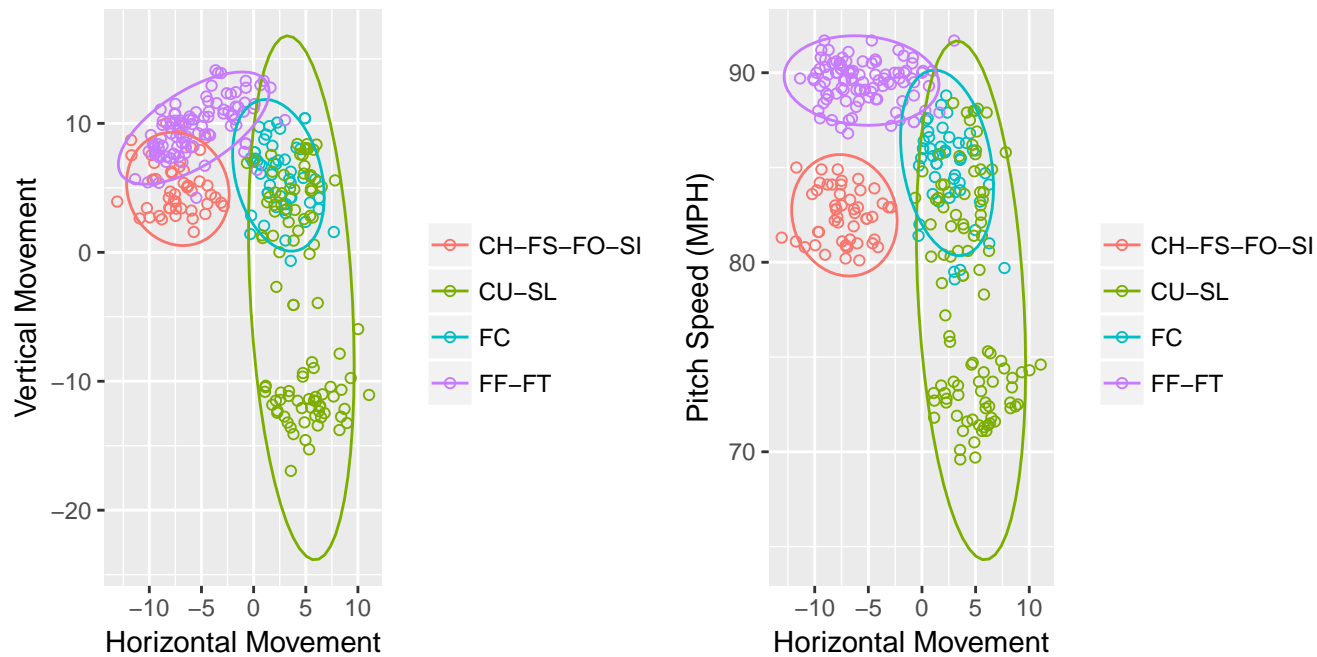 Vertical Movement
10
0
−10
−20
−10 −5 0 5 10
Horizontal Movement
CH−FS−FO−SI
CU−SL
FC
FF−FT
Pitch Speed (MPH)
90
80
70
−10 −5 0 5 10
Horizontal Movement
CH−FS−FO−SI
CU−SL
FC
FF−FT